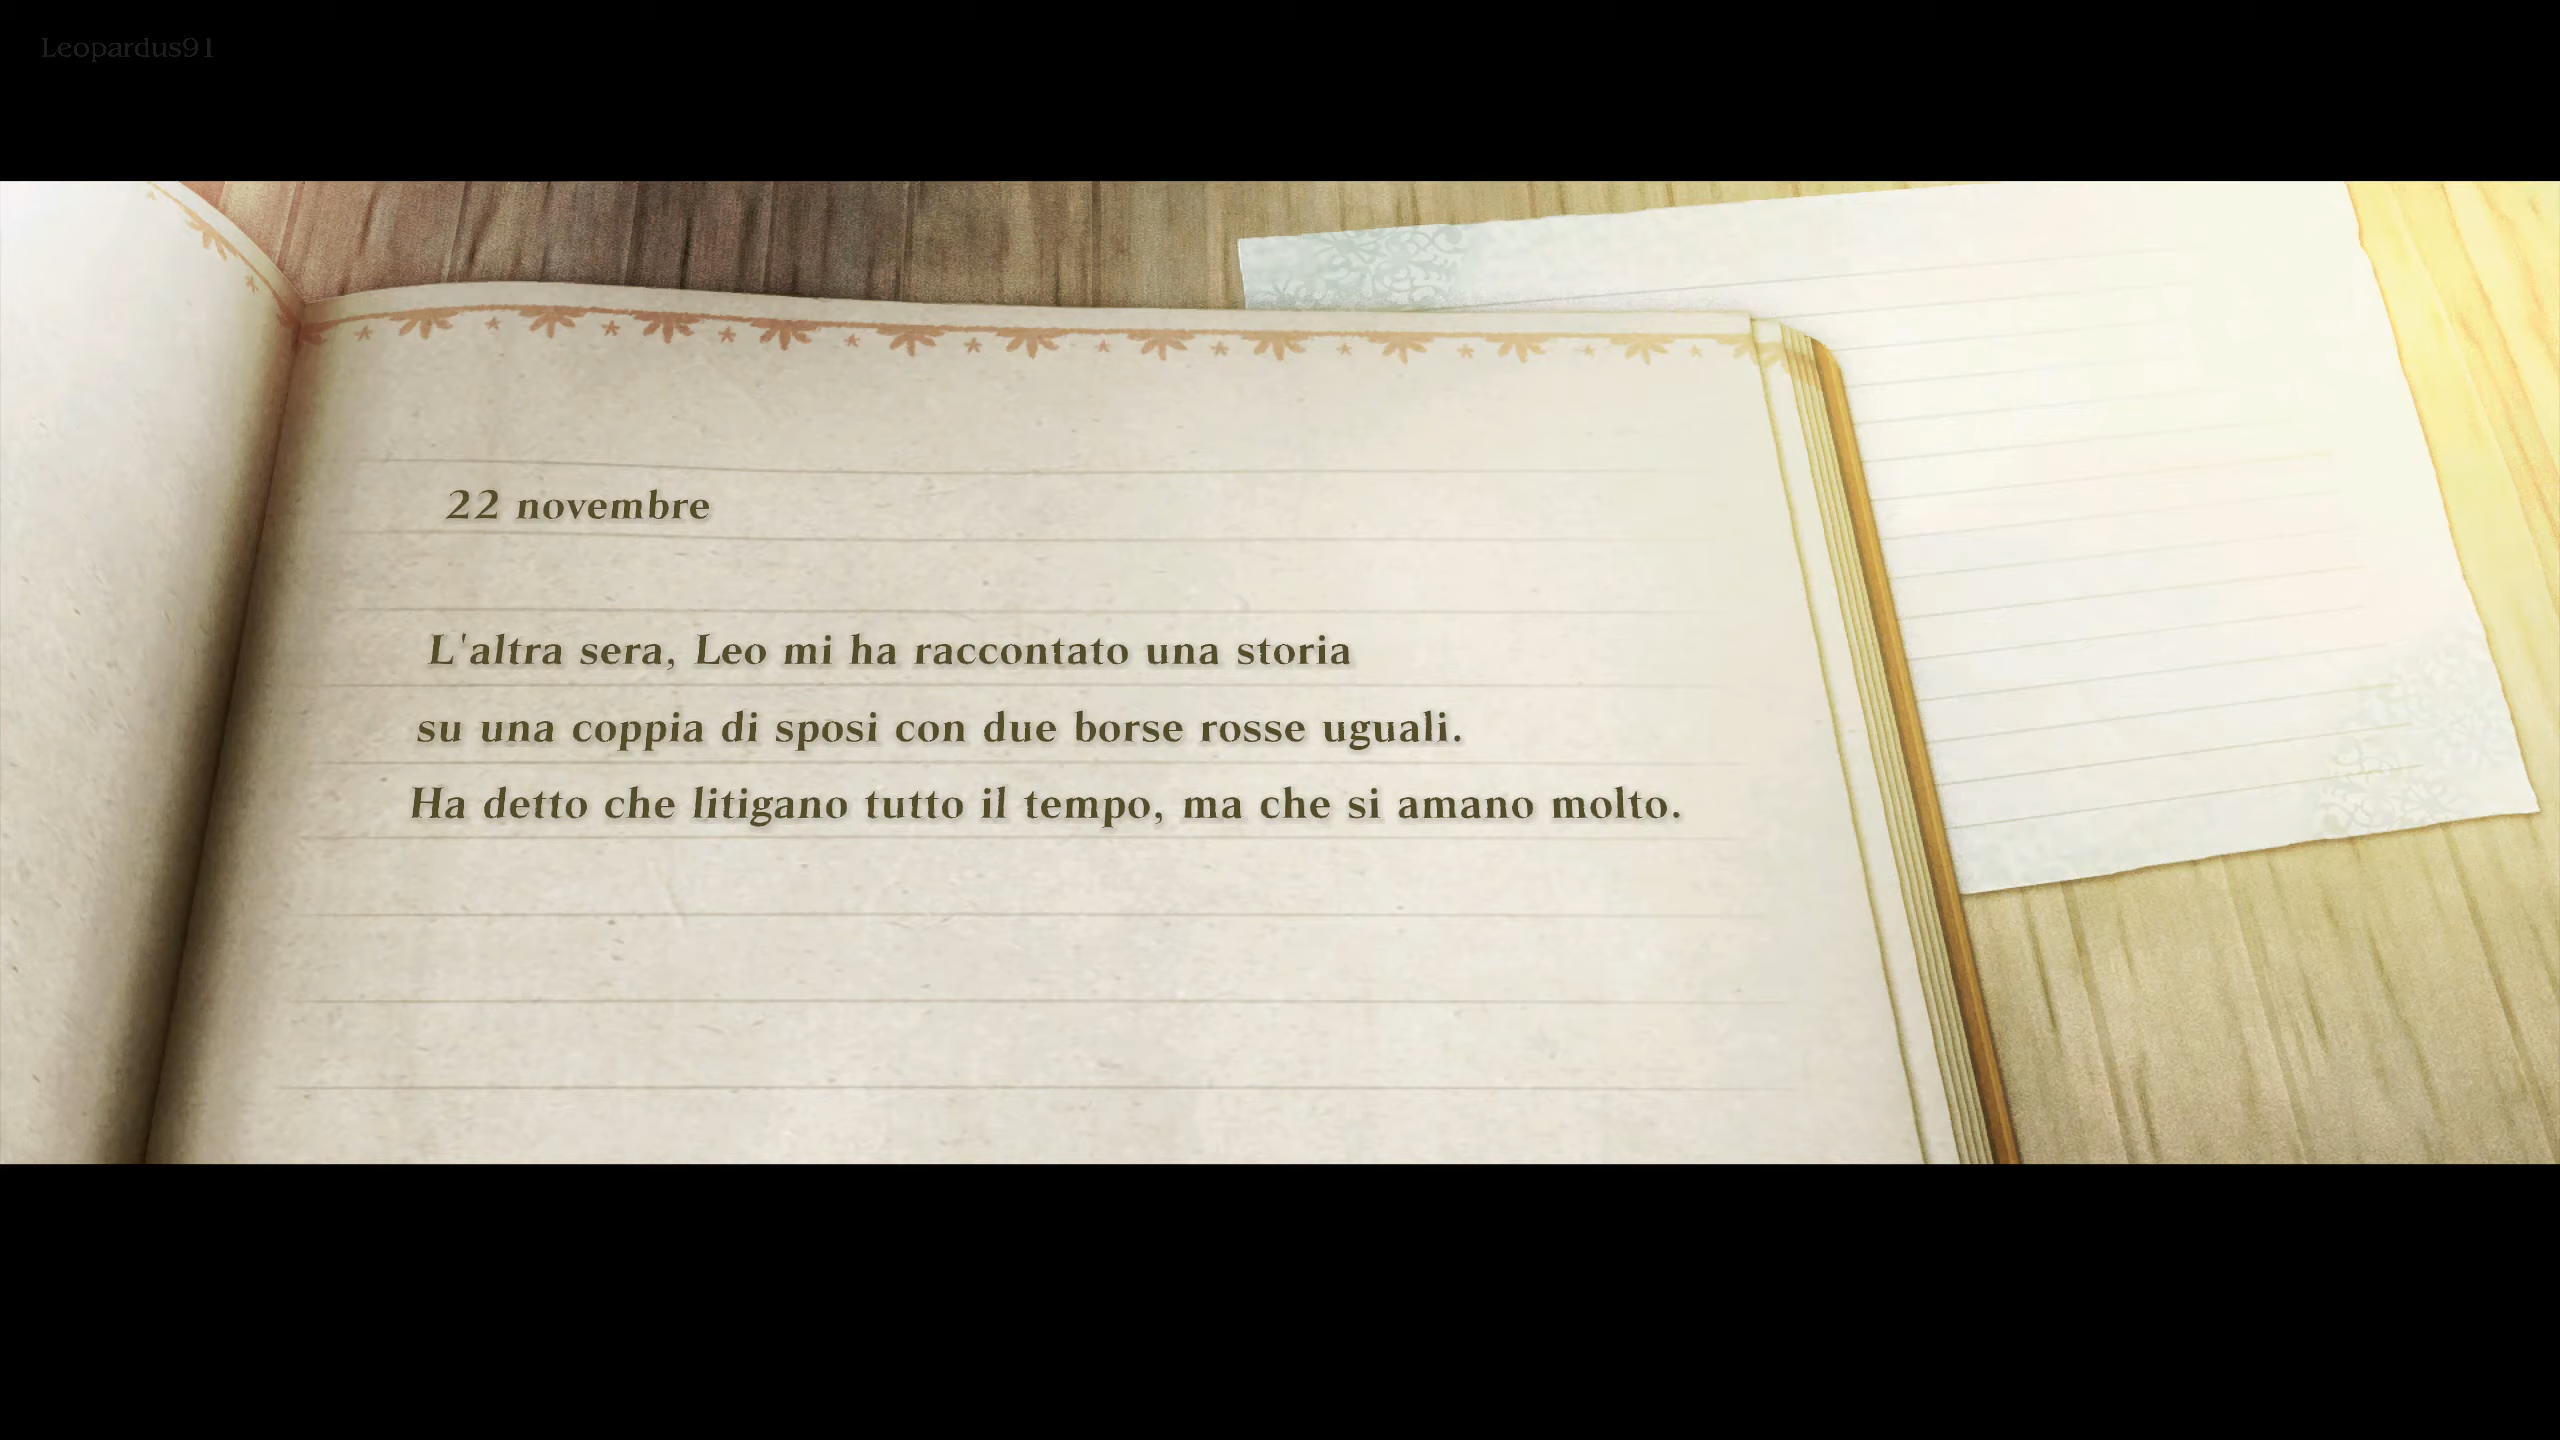 Leopardus91
22 novembre
L'altra sera, Leo mi ha raccontato una storia
su una coppia di sposi con due borse rosse uguali.
Ha detto che litigano tutto il tempo, ma che si amano molto.